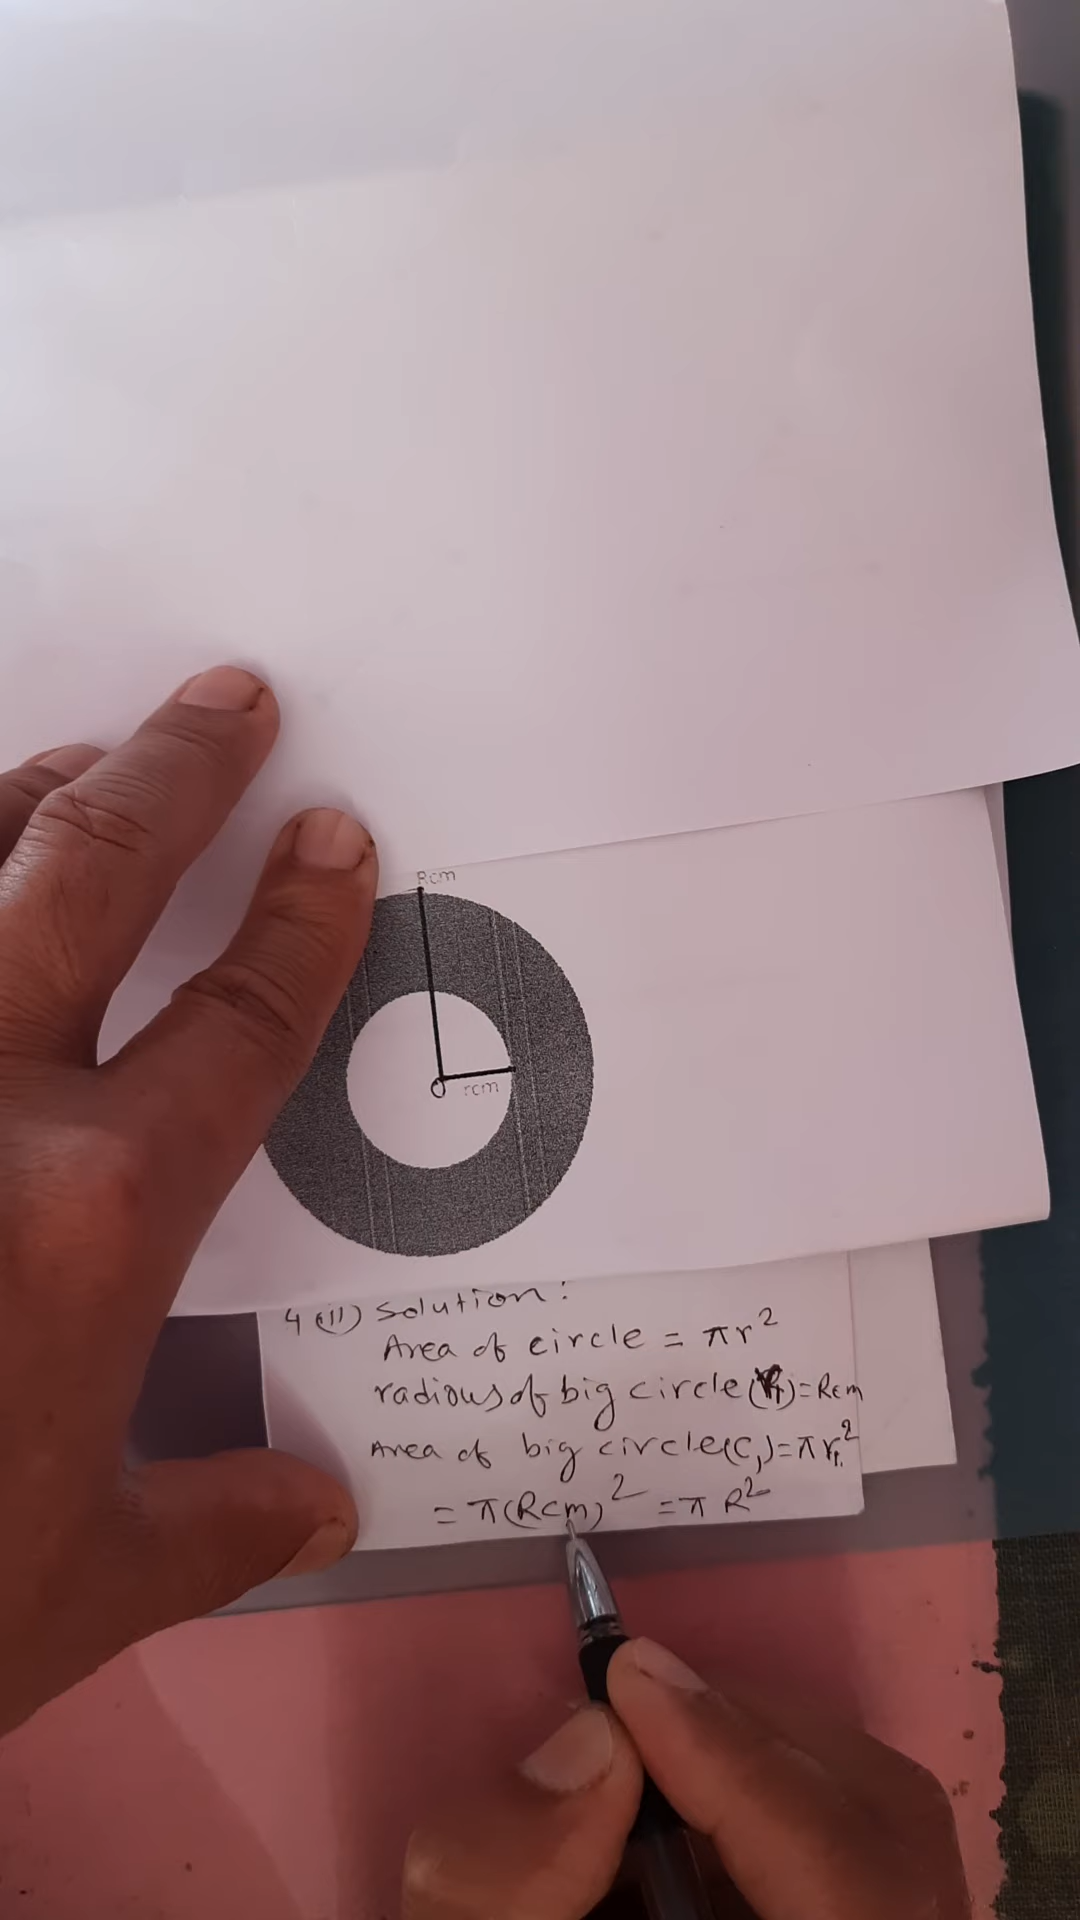 Rcm
O rcm
4 (ii) Solution:
Area of circle = πr²
radious of big circle(r₁)=Rcm
Area of big circle(C₁)=πr₁²
= π(Rcm)² = π R²